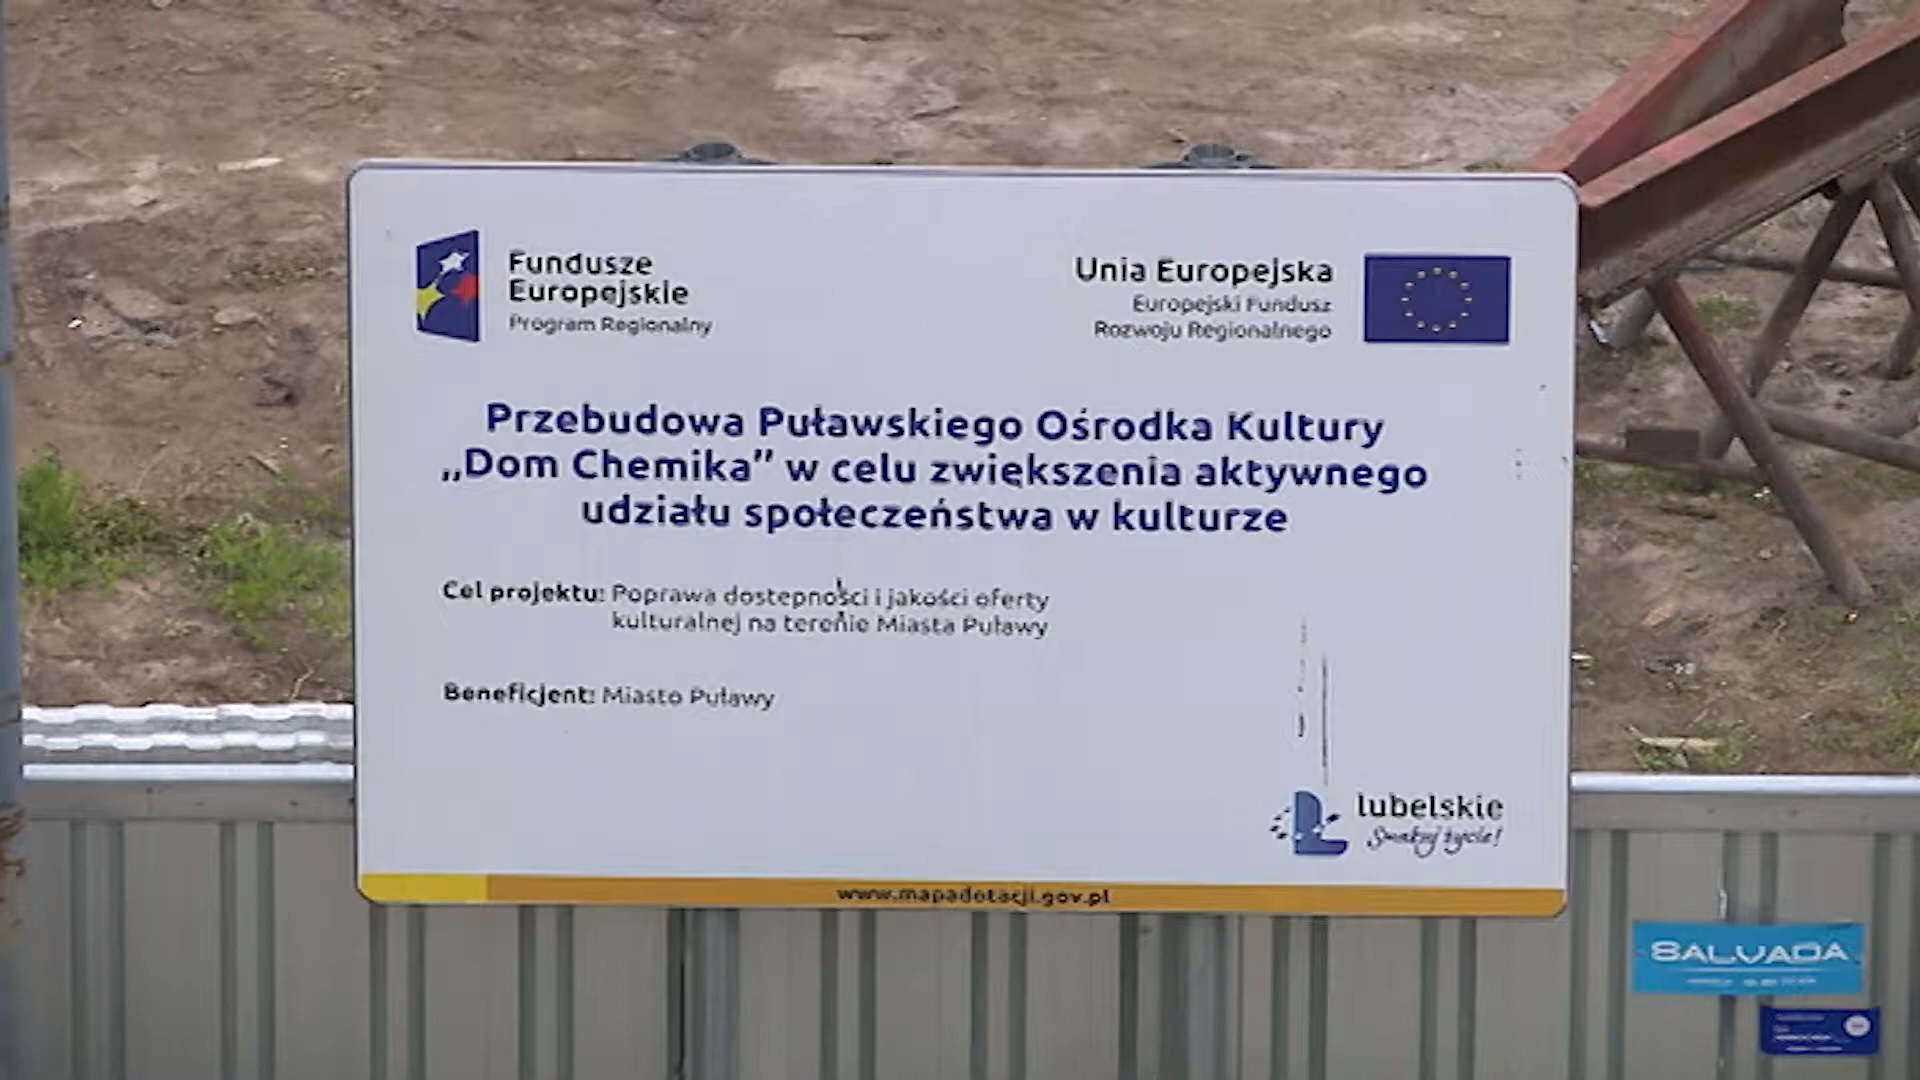 Fundusze
Europejskie
Program Regionalny
Unia Europejska
Europejski Fundusz
Rozwoju Regionalnego
Przebudowa Puławskiego Ośrodka Kultury
„Dom Chemika” w celu zwiększenia aktywnego
udziału społeczeństwa w kulturze
Cel projektu: Poprawa dostępności i jakości oferty
kulturalnej na terenie Miasta Puławy
Beneficjent: Miasto Puławy
lubelskie
Smakuj życie!
www.mapadotacji.gov.pl
SALVADA